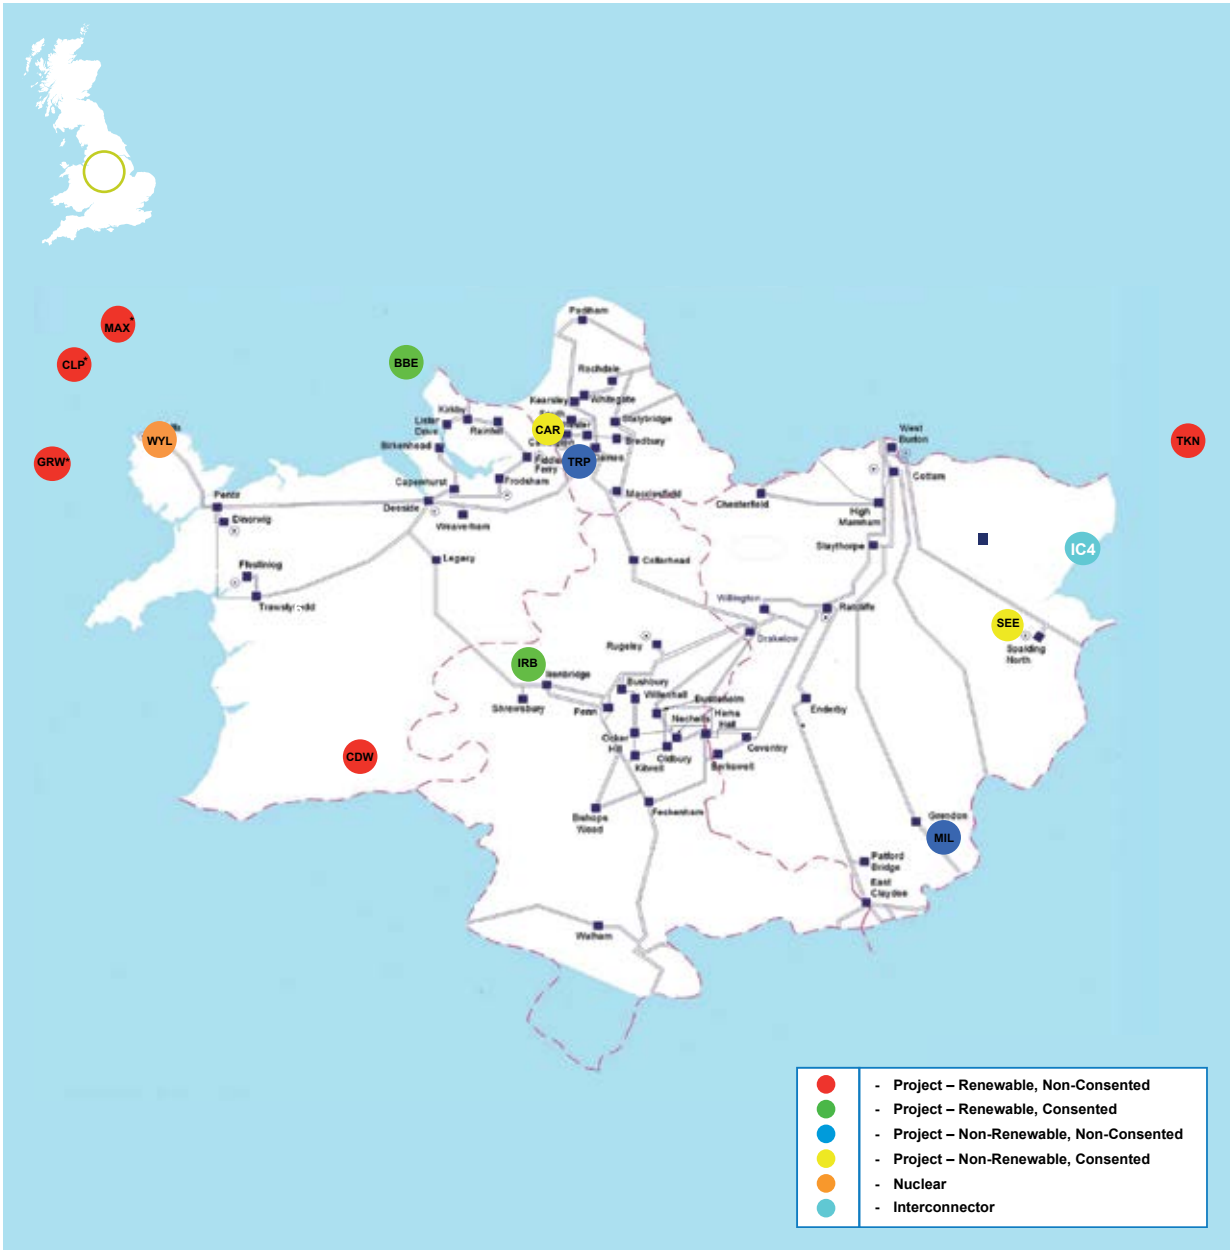 MAX*
CLP*
BBE
WYL
GRW*
CAR
TRP
TKN
IC4
SEE
IRB
CDW
MIL
Padiham
Rochdale
Kearsley
Whitegate
Stalybridge
Bredbury
Kirkby
Lister
Drive
Rainhill
Birkenhead
Fiddlers
Ferry
Capenhurst
Frodsham
Macclesfield
Deeside
Weaverham
Pentir
Dinorwig
Legacy
Ffestiniog
Cellarhead
Chesterfield
High
Marnham
West
Burton
Cottam
Staythorpe
Willington
Ratcliffe
Drakelow
Rugeley
Spalding
North
Ironbridge
Shrewsbury
Bushbury
Willenhall
Bustleholm
Penn
Nechells
Hams
Hall
Ocker
Hill
Oldbury
Kitwell
Coventry
Berkswell
Enderby
Bishops
Wood
Feckenham
Grendon
Patford
Bridge
East
Claydon
Walham
- Project – Renewable, Non-Consented
- Project – Renewable, Consented
- Project – Non-Renewable, Non-Consented
- Project – Non-Renewable, Consented
- Nuclear
- Interconnector